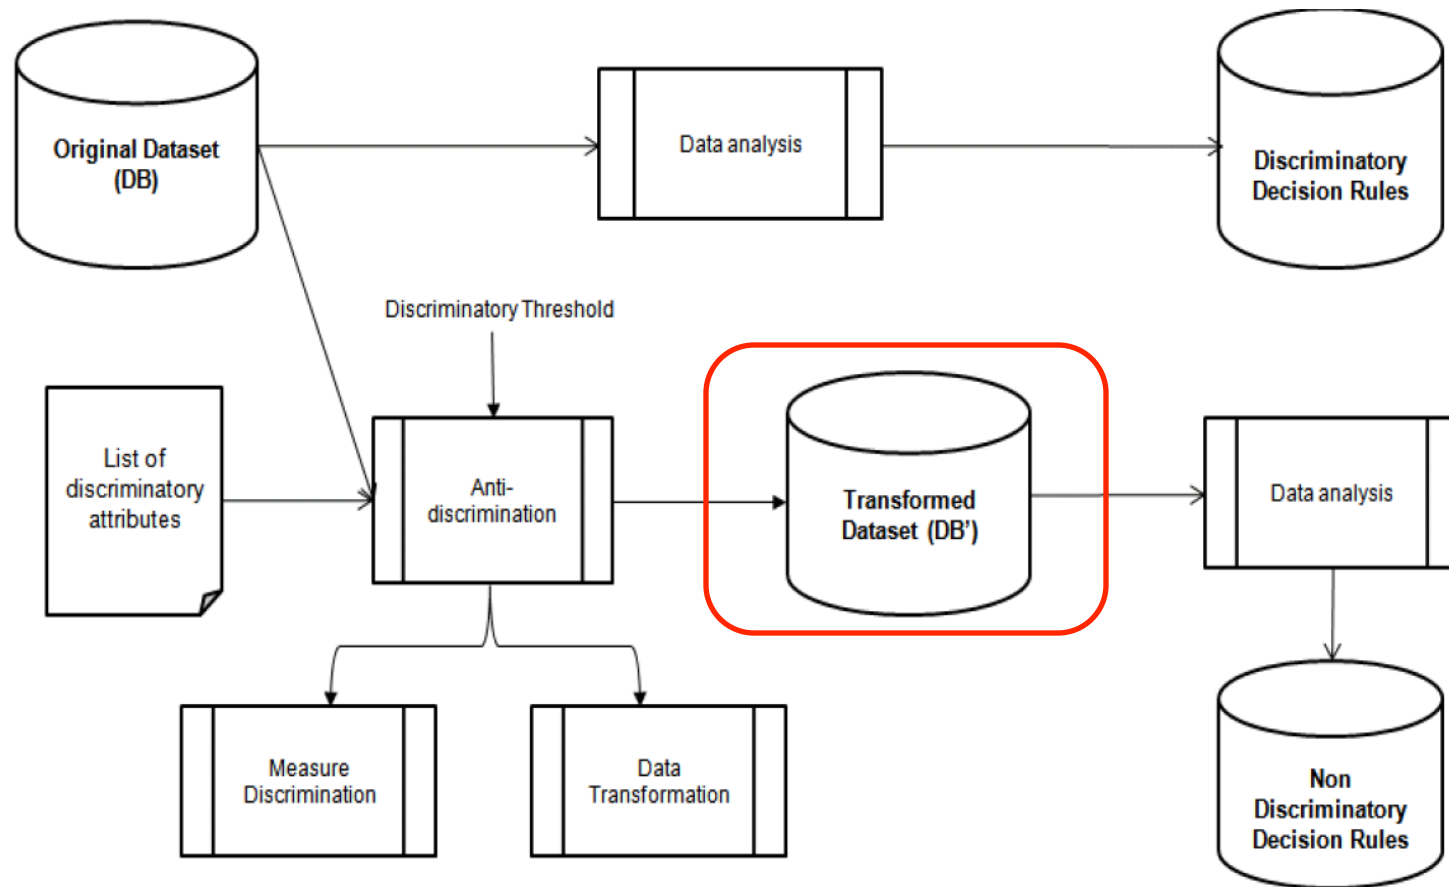 Original Dataset
(DB)
Data analysis
Discriminatory
Decision Rules
Discriminatory Threshold
List of
discriminatory
attributes
Anti-
discrimination
Transformed
Dataset (DB’)
Data analysis
Measure
Discrimination
Data
Transformation
Non
Discriminatory
Decision Rules